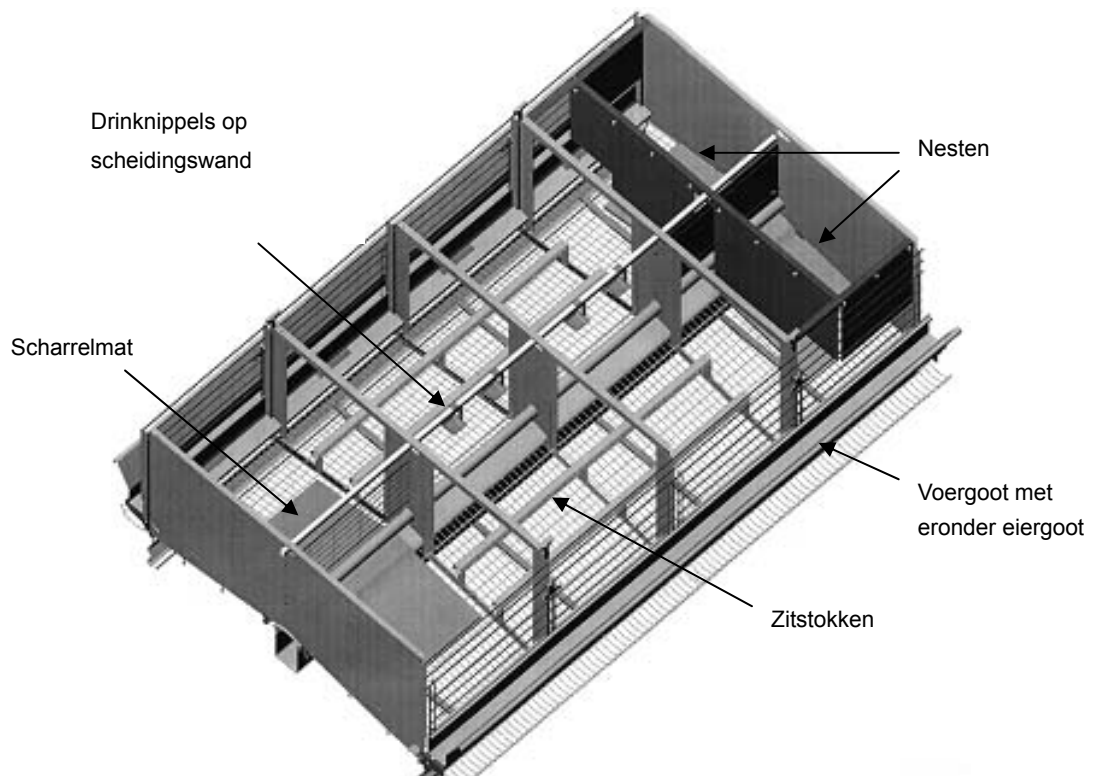 Drinknippels op
scheidingswand
Nesten
Scharrelmat
Voergoot met
eronder eiergoot
Zitstokken